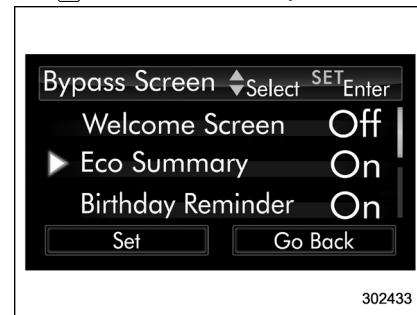 Bypass Screen Select SET Enter
Welcome Screen Off
Eco Summary On
Birthday Reminder On
Set Go Back
302433